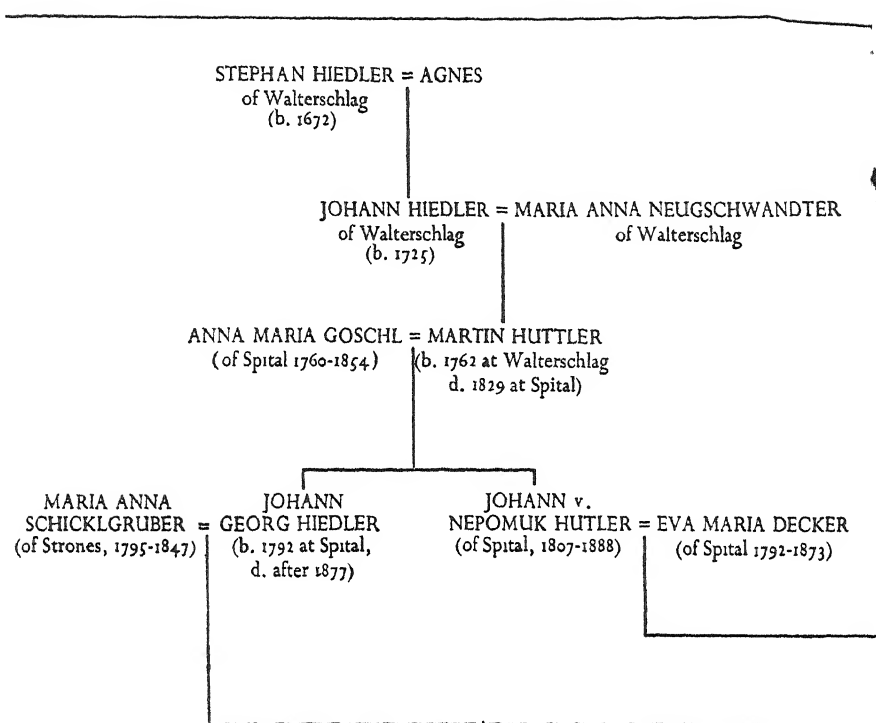 STEPHAN HIEDLER = AGNES
of Walterschlag
(b. 1672)
JOHANN HIEDLER = MARIA ANNA NEUGSCHWANDTER
of Walterschlag
(b. 1725)
of Walterschlag
ANNA MARIA GOSCHL = MARTIN HUTTLER
(of Spital 1760-1854)
(b. 1762 at Walterschlag
d. 1829 at Spital)
MARIA ANNA
SCHICKLGRUBER =
(of Strones, 1795-1847)
JOHANN
GEORG HIEDLER
(b. 1792 at Spital,
d. after 1877)
JOHANN v.
NEPOMUK HUTLER = EVA MARIA DECKER
(of Spital, 1807-1888)
(of Spital 1792-1873)